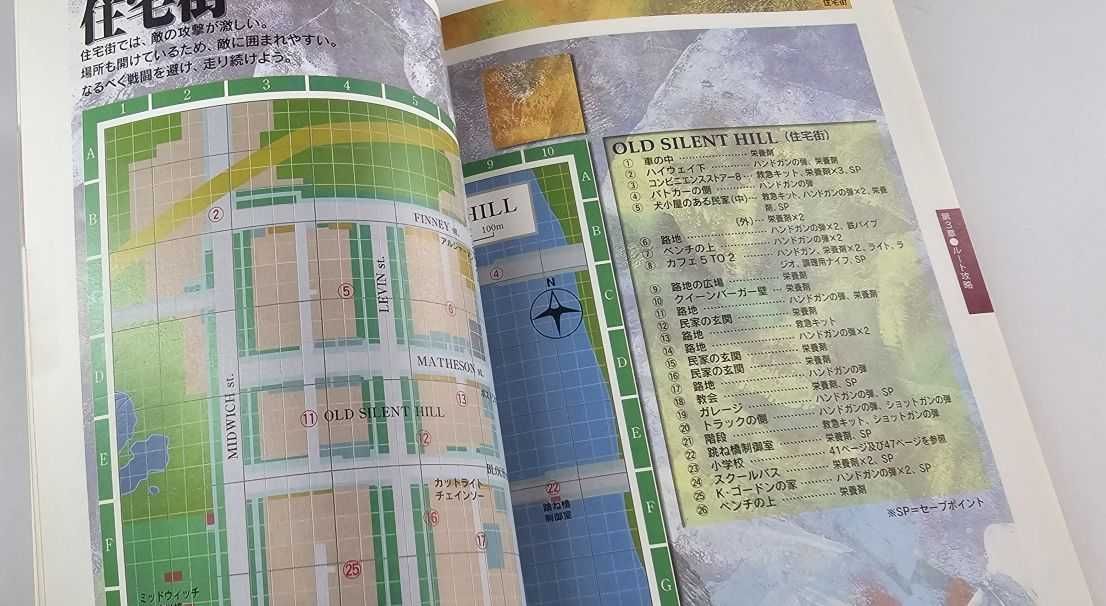 住宅街
住宅街では、敵の攻撃が激しい。
場所も開けているため、敵に囲まれやすい。
なるべく戦闘を避け、走り続けよう。
1 2 3 4 5
A
B
D
E
F
②
FINNEY st.
⑤
LEVIN st.
⑥
MATHESON st.
MIDWICH st.
⑪ OLD SILENT HILL
⑬
⑫
カットライト
チェインソー
⑯
⑰
㉕
ミッドウィッチ
住宅街
9 10
A
B
C
D
E
F
G
HILL
100m
④
N
㉒
跳ね橋
制御室
OLD SILENT HILL（住宅街）
① 車の中 …… 栄養剤
② ハイウェイ下 …… ハンドガンの弾、栄養剤
③ コンビニエンスストアー8 … 救急キット、栄養剤×3、SP
④ パトカーの側 …… ハンドガンの弾
⑤ 犬小屋のある民家（中）… 救急キット、ハンドガンの弾×2、栄養
剤、SP
（外）… 栄養剤×2
⑥ 路地 …… ハンドガンの弾×2、鉄パイプ
⑦ ベンチの上 …… ハンドガンの弾×2
⑧ カフェ5TO2 …… ハンドガン、栄養剤×2、ライト、ラ
ジオ、調理用ナイフ、SP
⑨ 路地の広場 …… 栄養剤
⑩ クイーンバーガー壁 … 栄養剤
⑪ 路地 …… ハンドガンの弾、栄養剤
⑫ 民家の玄関 …… 栄養剤
⑬ 路地 …… 救急キット
⑭ 路地 …… ハンドガンの弾×2
⑮ 民家の玄関 …… 栄養剤
⑯ 民家の玄関 …… 栄養剤
⑰ 路地 …… ハンドガンの弾
⑱ 教会 …… 栄養剤、SP
⑲ ガレージ …… ハンドガンの弾、SP
⑳ トラックの側 …… ハンドガンの弾、ショットガンの弾
㉑ 階段 …… 救急キット、ショットガンの弾
㉒ 跳ね橋制御室 …… 栄養剤、SP
㉓ 小学校 …… 41ページ及び47ページを参照
㉔ スクールバス …… 栄養剤×2、SP
㉕ K・ゴードンの家 …… ハンドガンの弾×2、SP
㉖ ベンチの上 …… 栄養剤
※SP=セーブポイント
第3章●ルート攻略